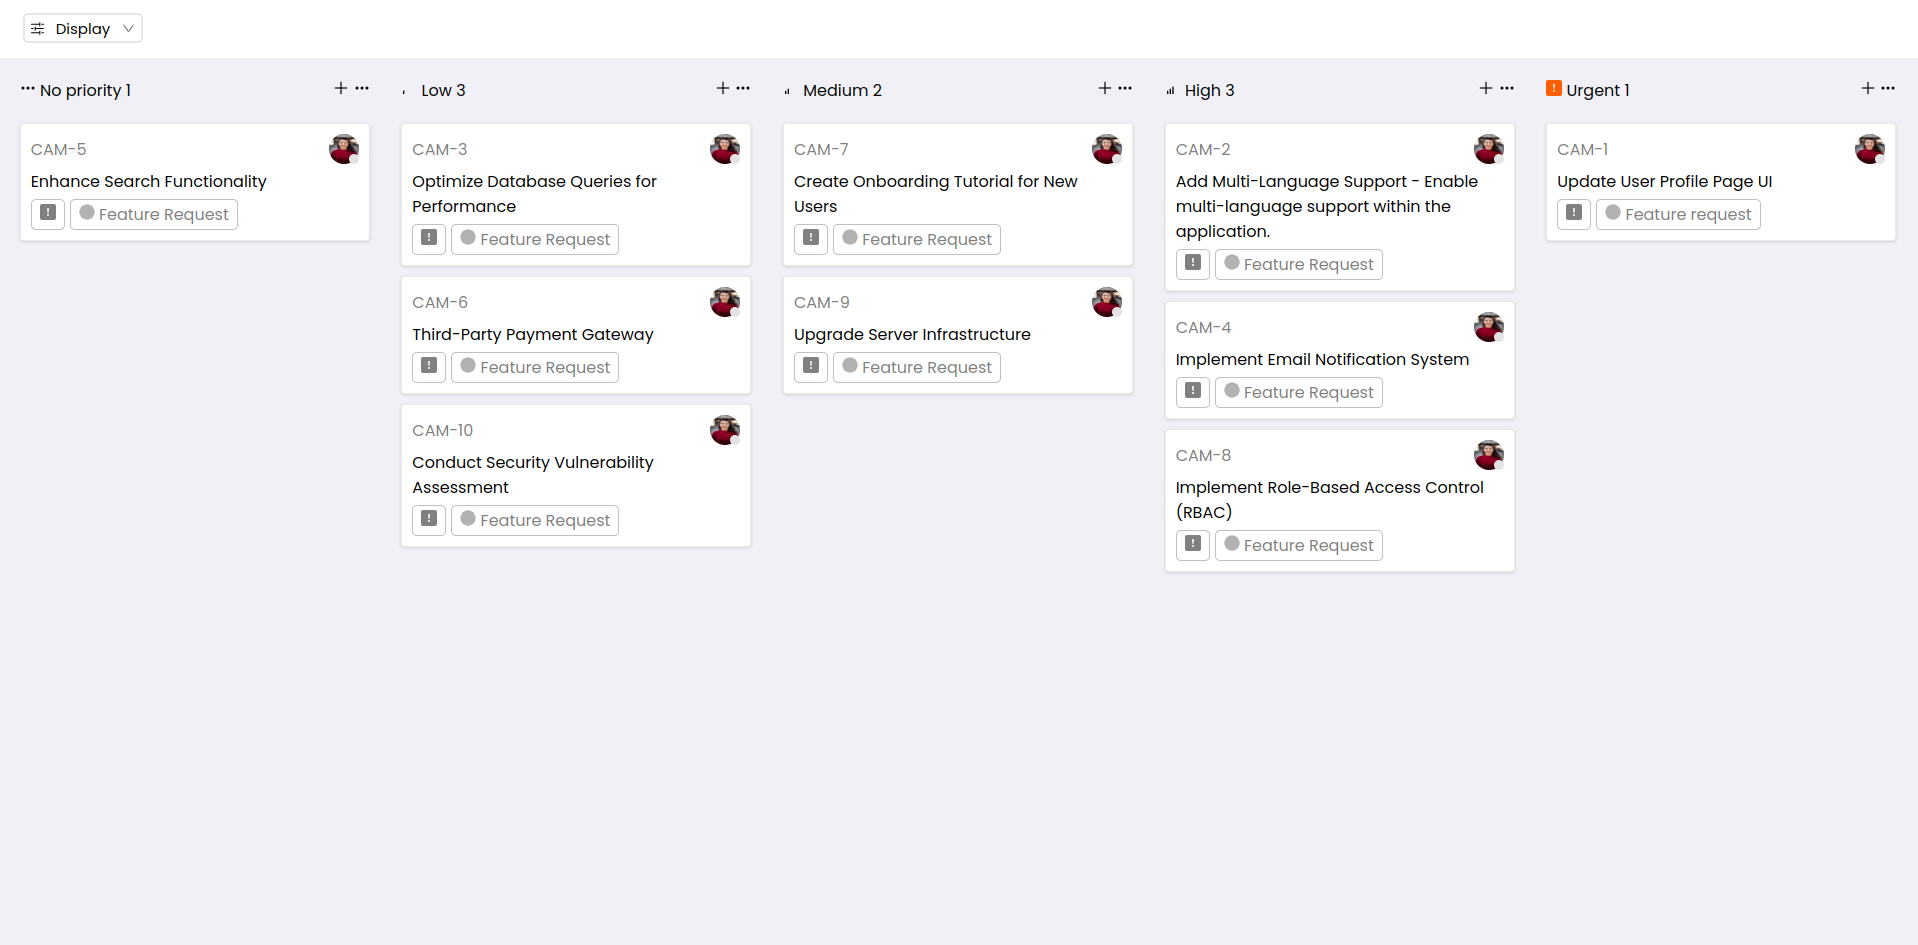 Display
No priority 1
CAM-5
Enhance Search Functionality
Feature Request
Low 3
CAM-3
Optimize Database Queries for
Performance
Feature Request
CAM-6
Third-Party Payment Gateway
Feature Request
CAM-10
Conduct Security Vulnerability
Assessment
Feature Request
Medium 2
CAM-7
Create Onboarding Tutorial for New
Users
Feature Request
CAM-9
Upgrade Server Infrastructure
Feature Request
High 3
CAM-2
Add Multi-Language Support - Enable
multi-language support within the
application.
Feature Request
CAM-4
Implement Email Notification System
Feature Request
CAM-8
Implement Role-Based Access Control
(RBAC)
Feature Request
Urgent 1
CAM-1
Update User Profile Page UI
Feature request